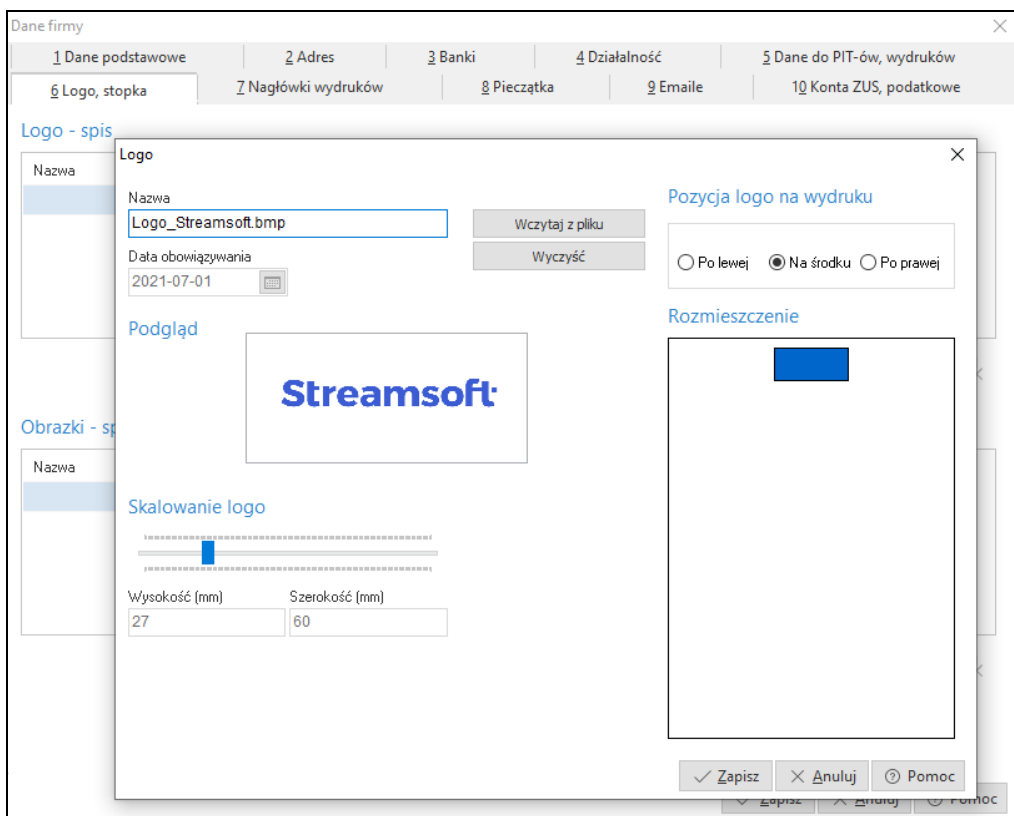 Dane firmy
1 Dane podstawowe
2 Adres
3 Banki
4 Działalność
5 Dane do PIT-ów, wydruków
6 Logo, stopka
7 Nagłówki wydruków
8 Pieczątka
9 Emaile
10 Konta ZUS, podatkowe
Logo - spis
Nazwa
Logo
Nazwa
Logo_Streamsoft.bmp
Wczytaj z pliku
Wyczyść
Data obowiązywania
2021-07-01
Pozycja logo na wydruku
Po lewej
Na środku
Po prawej
Podgląd
Streamsoft
Rozmieszczenie
Obrazki - sp
Nazwa
Skalowanie logo
Wysokość (mm)
Szerokość (mm)
27
60
Zapisz
Anuluj
Pomoc
Zapisz
Anuluj
Pomoc